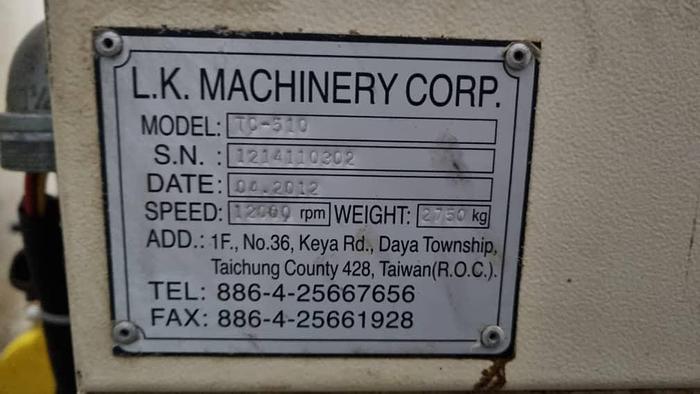 L.K. MACHINERY CORP.
MODEL: TC-510
S.N. : 1214110302
DATE: 04.2012
SPEED: 12000 rpm WEIGHT: 2750 kg
ADD.: 1F., No.36, Keya Rd., Daya Township,
Taichung County 428, Taiwan(R.O.C.).
TEL: 886-4-25667656
FAX: 886-4-25661928